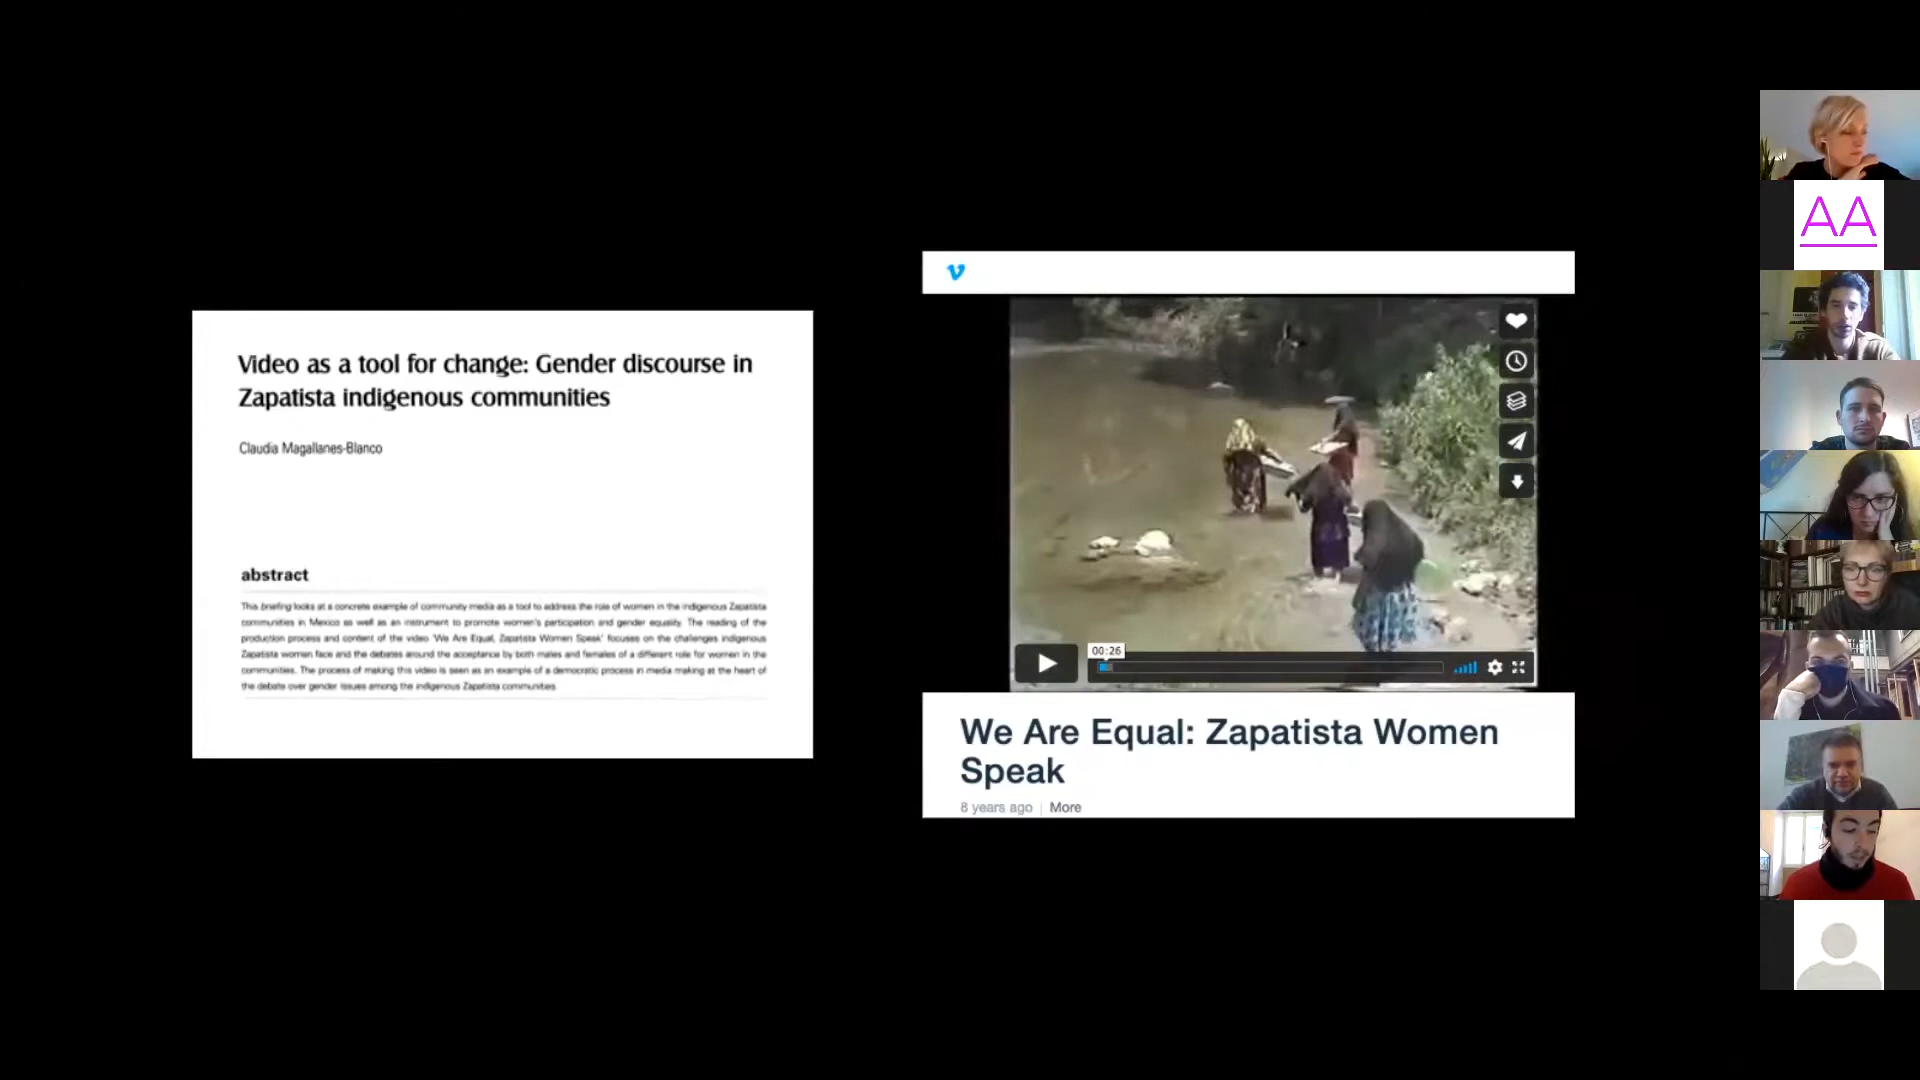 Video as a tool for change: Gender discourse in
Zapatista indigenous communities
Claudia Magallanes-Blanco
abstract
This briefing looks at a concrete example of community media as a tool to address the role of women in the indigenous Zapatista
communities in Mexico as well as an instrument to promote women's participation and gender equality. The reading of the
production process and content of the video 'We Are Equal, Zapatista Women Speak' focuses on the challenges indigenous
Zapatista women face and the debates around the acceptance by both males and females of a different role for women in the
communities. The process of making this video is seen as an example of a democratic process in media making at the heart of
the debate over gender issues among the indigenous Zapatista communities.
00:26
We Are Equal: Zapatista Women
Speak
8 years ago | More
AA